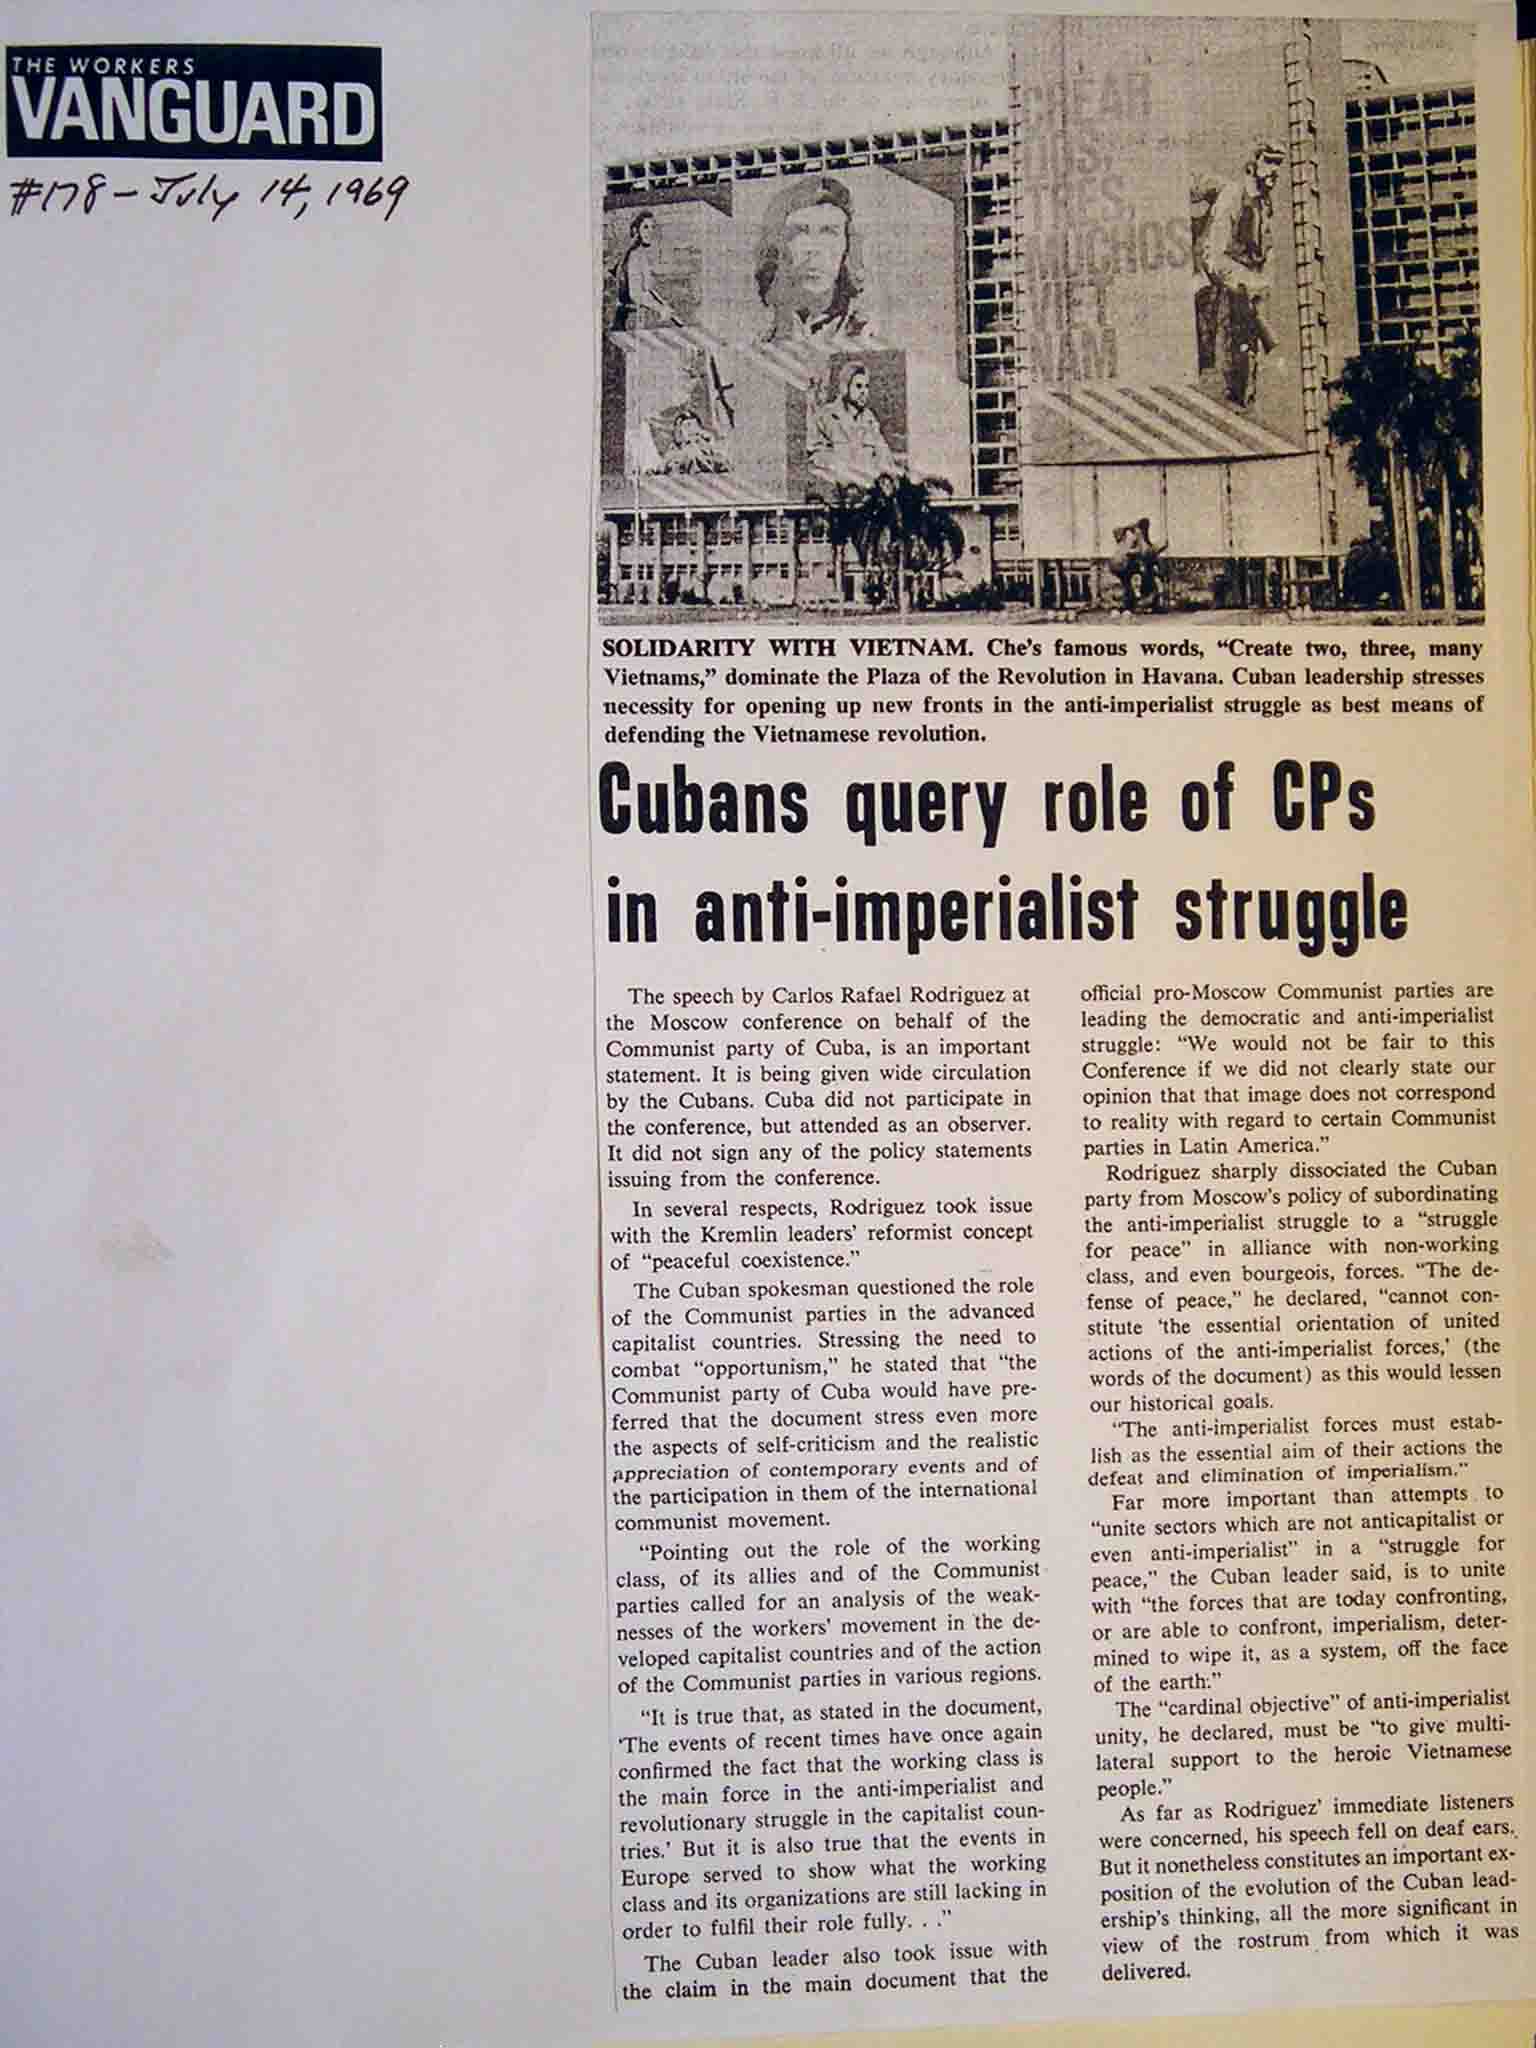 THE WORKERS
VANGUARD
#178 - July 14, 1969
CREAR
DOS,
TRES,
MUCHOS
VIET
NAM
SOLIDARITY WITH VIETNAM. Che's famous words, “Create two, three, many
Vietnams,” dominate the Plaza of the Revolution in Havana. Cuban leadership stresses
necessity for opening up new fronts in the anti-imperialist struggle as best means of
defending the Vietnamese revolution.
Cubans query role of CPs
in anti-imperialist struggle
The speech by Carlos Rafael Rodriguez at
the Moscow conference on behalf of the
Communist party of Cuba, is an important
statement. It is being given wide circulation
by the Cubans. Cuba did not participate in
the conference, but attended as an observer.
It did not sign any of the policy statements
issuing from the conference.
In several respects, Rodriguez took issue
with the Kremlin leaders' reformist concept
of “peaceful coexistence.”
The Cuban spokesman questioned the role
of the Communist parties in the advanced
capitalist countries. Stressing the need to
combat “opportunism,” he stated that “the
Communist party of Cuba would have pre-
ferred that the document stress even more
the aspects of self-criticism and the realistic
appreciation of contemporary events and of
the participation in them of the international
communist movement.
“Pointing out the role of the working
class, of its allies and of the Communist
parties called for an analysis of the weak-
nesses of the workers' movement in the de-
veloped capitalist countries and of the action
of the Communist parties in various regions.
“It is true that, as stated in the document,
'The events of recent times have once again
confirmed the fact that the working class is
the main force in the anti-imperialist and
revolutionary struggle in the capitalist coun-
tries.' But it is also true that the events in
Europe served to show what the working
class and its organizations are still lacking in
order to fulfil their role fully. . .”
The Cuban leader also took issue with
the claim in the main document that the
official pro-Moscow Communist parties are
leading the democratic and anti-imperialist
struggle: “We would not be fair to this
Conference if we did not clearly state our
opinion that that image does not correspond
to reality with regard to certain Communist
parties in Latin America.”
Rodriguez sharply dissociated the Cuban
party from Moscow's policy of subordinating
the anti-imperialist struggle to a “struggle
for peace” in alliance with non-working
class, and even bourgeois, forces. “The de-
fense of peace,” he declared, “cannot con-
stitute 'the essential orientation of united
actions of the anti-imperialist forces,' (the
words of the document) as this would lessen
our historical goals.
“The anti-imperialist forces must estab-
lish as the essential aim of their actions the
defeat and elimination of imperialism.”
Far more important than attempts to
“unite sectors which are not anticapitalist or
even anti-imperialist” in a “struggle for
peace,” the Cuban leader said, is to unite
with “the forces that are today confronting,
or are able to confront, imperialism, deter-
mined to wipe it, as a system, off the face
of the earth.”
The “cardinal objective” of anti-imperialist
unity, he declared, must be “to give multi-
lateral support to the heroic Vietnamese
people.”
As far as Rodriguez' immediate listeners
were concerned, his speech fell on deaf ears.
But it nonetheless constitutes an important ex-
position of the evolution of the Cuban lead-
ership's thinking, all the more significant in
view of the rostrum from which it was
delivered.